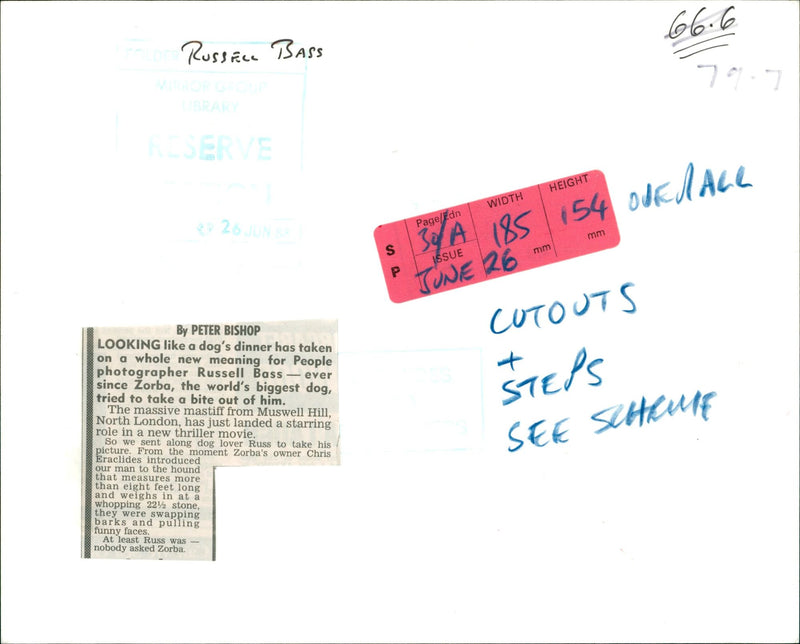 RUSSELL BASS
66.6
79-7
FOLDER
MIRROR GROUP
LIBRARY
RESERVE
26 JUN
SP
Page/Edn
30/A
WIDTH
185
mm
HEIGHT
154
mm
ISSUE
JUNE 26
OVERALL
CUTOUTS
+
STEPS
SEE SCHEME
By PETER BISHOP
LOOKING like a dog's dinner has taken
on a whole new meaning for People
photographer Russell Bass — ever
since Zorba, the world's biggest dog,
tried to take a bite out of him.
The massive mastiff from Muswell Hill,
North London, has just landed a starring
role in a new thriller movie.
So we sent along dog lover Russ to take his
picture. From the moment Zorba's owner Chris
Eraclides introduced
our man to the hound
that measures more
than eight feet long
and weighs in at a
whopping 22½ stone,
they were swapping
barks and pulling
funny faces.
At least Russ was —
nobody asked Zorba.